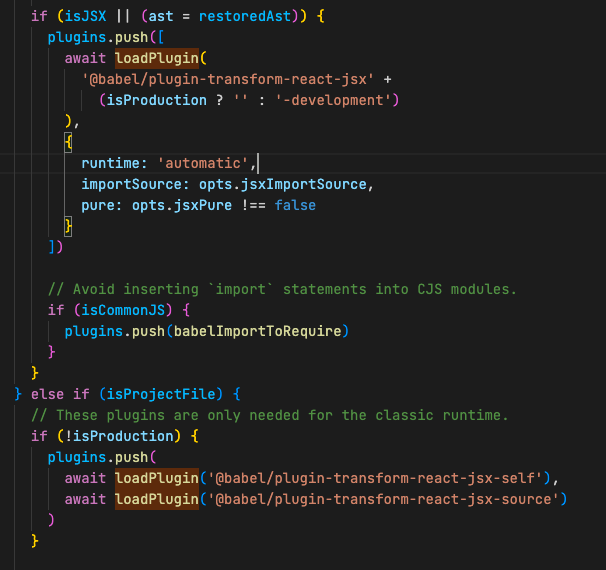 if (isJSX || (ast = restoredAst)) {
plugins.push([
await loadPlugin(
'@babel/plugin-transform-react-jsx' +
(isProduction ? '' : '-development')
),
{
runtime: 'automatic',
importSource: opts.jsxImportSource,
pure: opts.jsxPure !== false
}
])
// Avoid inserting `import` statements into CJS modules.
if (isCommonJS) {
plugins.push(babelImportToRequire)
}
}
} else if (isProjectFile) {
// These plugins are only needed for the classic runtime.
if (!isProduction) {
plugins.push(
await loadPlugin('@babel/plugin-transform-react-jsx-self'),
await loadPlugin('@babel/plugin-transform-react-jsx-source')
)
}